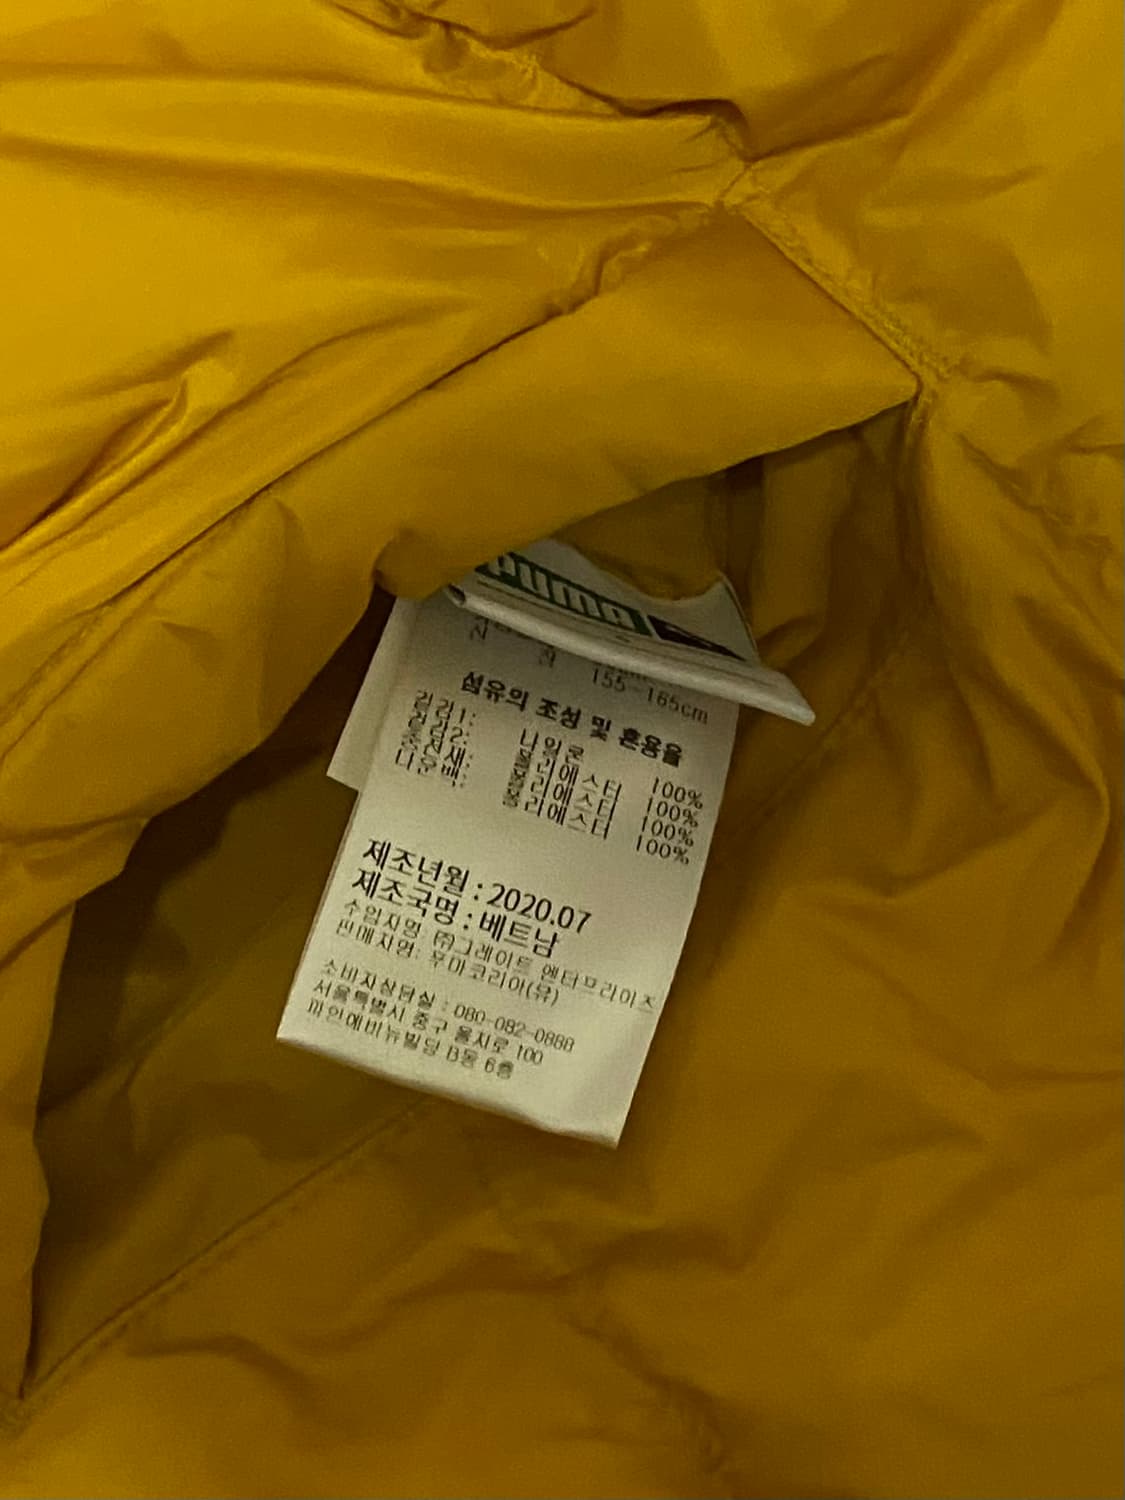 PUMA
155-165cm
섬유의 조성 및 혼용율
겉감1: 나일론 100%
겉감2: 폴리에스터 100%
충전재: 폴리에스터 100%
다운백: 폴리에스터 100%
제조년월 : 2020.07
제조국명 : 베트남
수입자명 ㈜그레이트 엔터프라이즈
판매자명: 푸마코리아(유)
소비자상담실 : 080-082-0888
서울특별시 중구 을지로 100
파인에비뉴빌딩 B동 6층